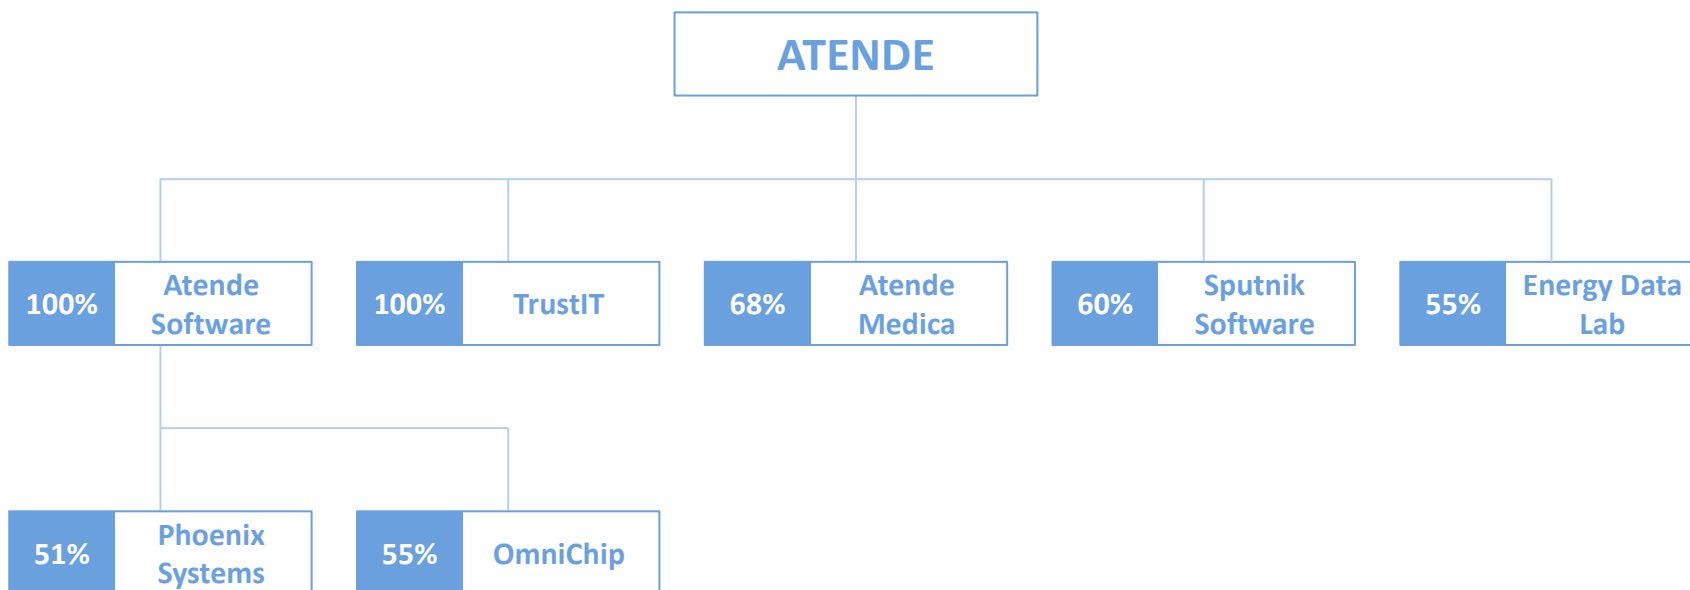 ATENDE
100%
Atende
Software
100%
TrustIT
68%
Atende
Medica
60%
Sputnik
Software
55%
Energy Data
Lab
51%
Phoenix
Systems
55%
OmniChip